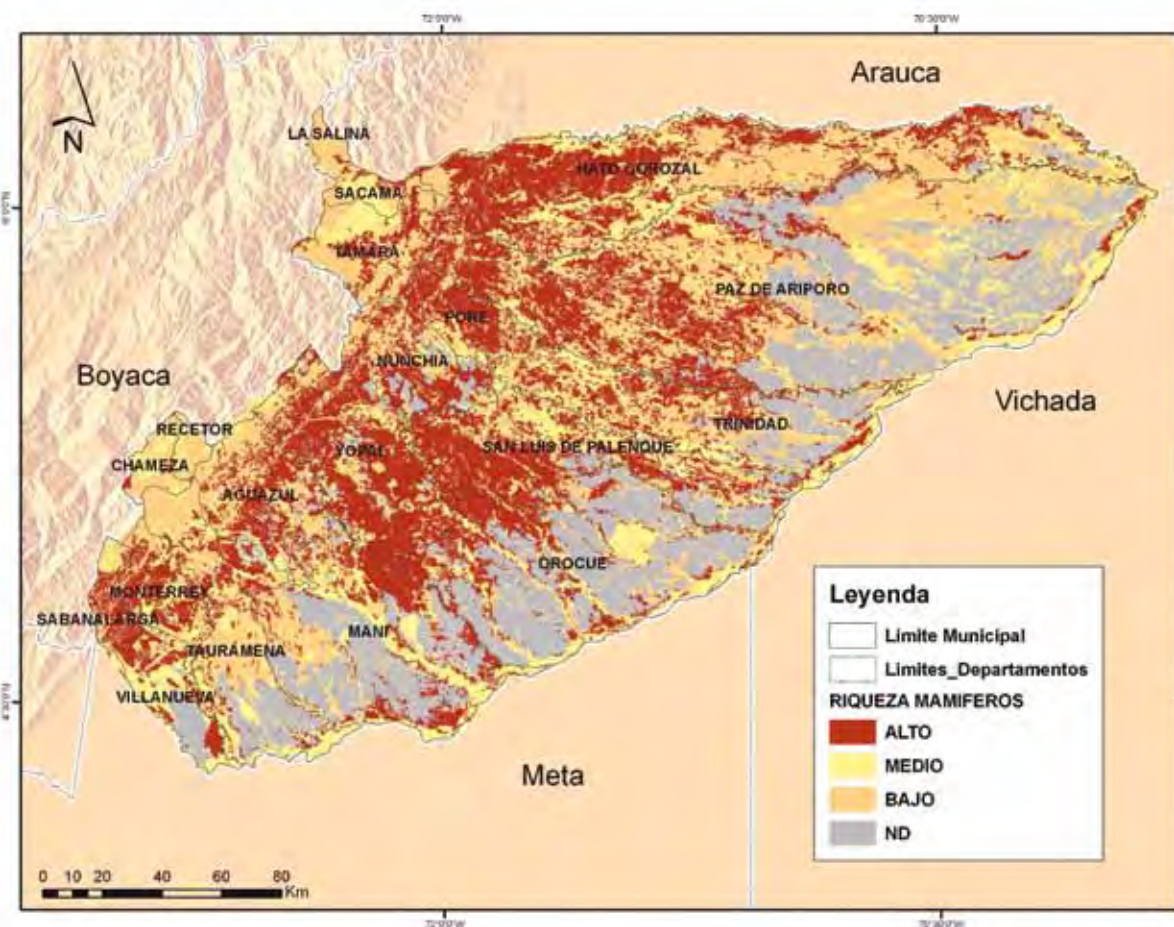 Arauca
LA SALINA
HATO COROZAL
SACAMA
TAMARA
PAZ DE ARIPORO
PORE
NUNCHIA
Boyaca
Vichada
RECETOR
TRINIDAD
SAN LUIS DE PALENQUE
YOPAL
CHAMEZA
AGUAZUL
OROCUE
MONTERREY
SABANALARGA
MANI
TAURAMENA
VILLANUEVA
Meta
N
Leyenda
Limite Municipal
Limites_Departamentos
RIQUEZA MAMIFEROS
ALTO
MEDIO
BAJO
ND
0 10 20 40 60 80
Km